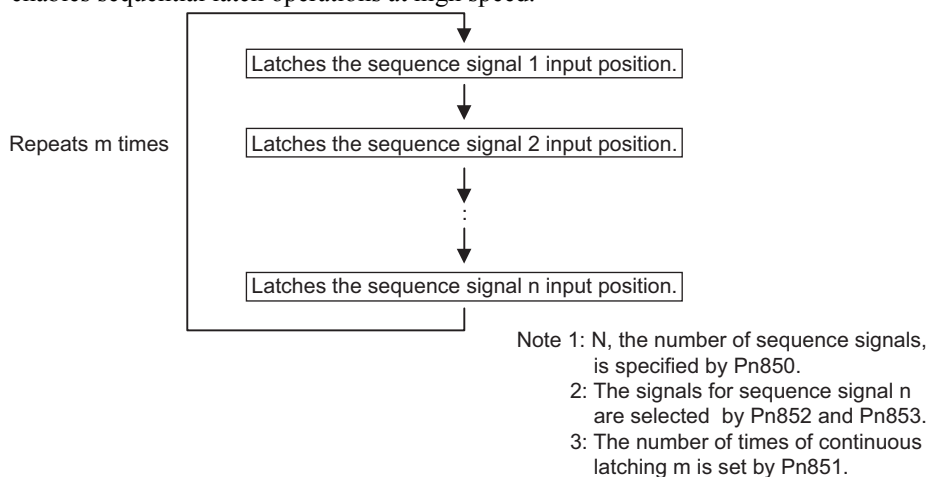 enables sequential latch operations at high speed.
Latches the sequence signal 1 input position.
Repeats m times
Latches the sequence signal 2 input position.
:
Latches the sequence signal n input position.
Note 1: N, the number of sequence signals,
is specified by Pn850.
2: The signals for sequence signal n
are selected by Pn852 and Pn853.
3: The number of times of continuous
latching m is set by Pn851.